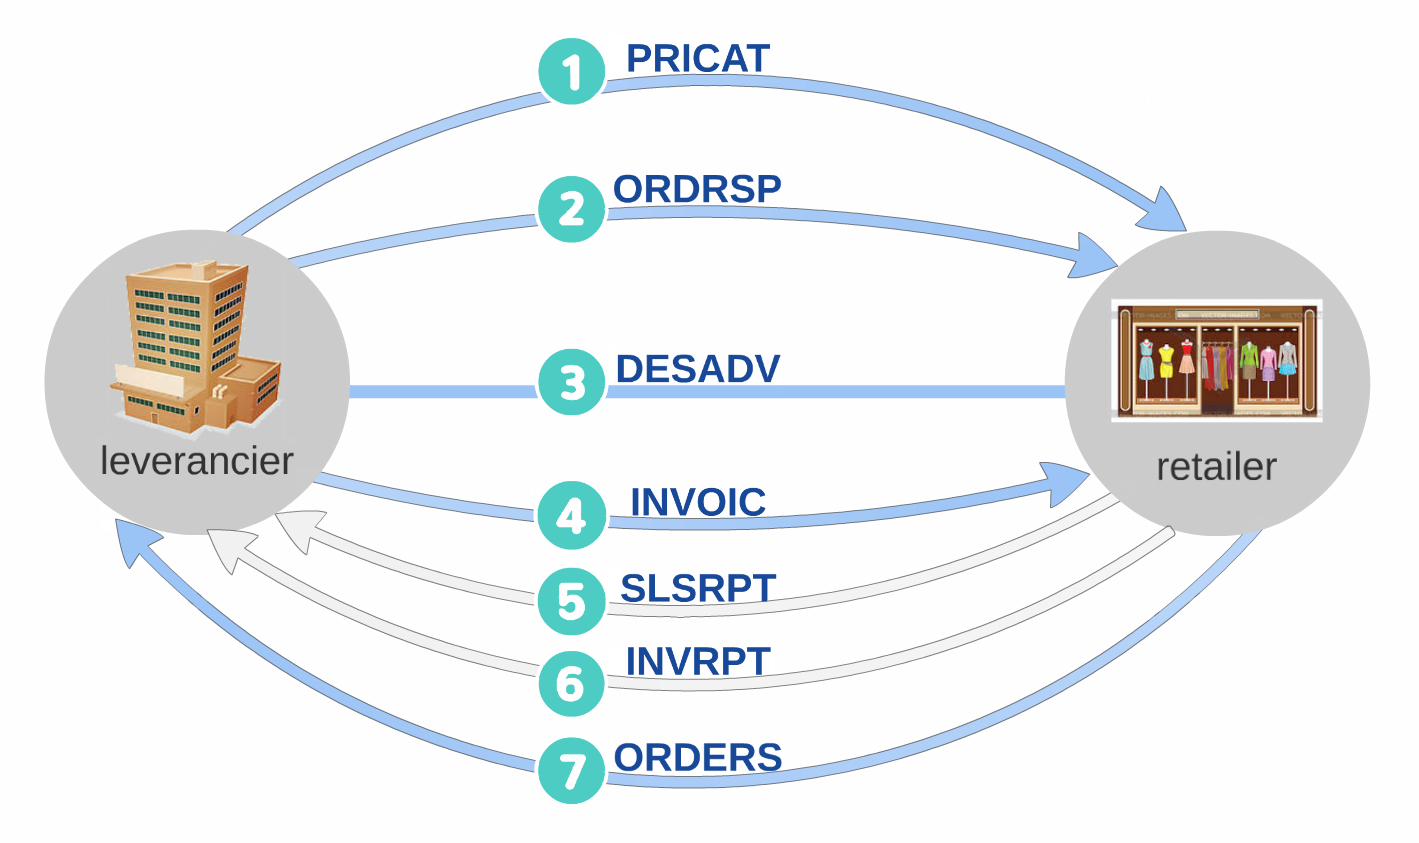 1 PRICAT
2 ORDRSP
3 DESADV
leverancier
retailer
4 INVOIC
5 SLSRPT
6 INVRPT
7 ORDERS